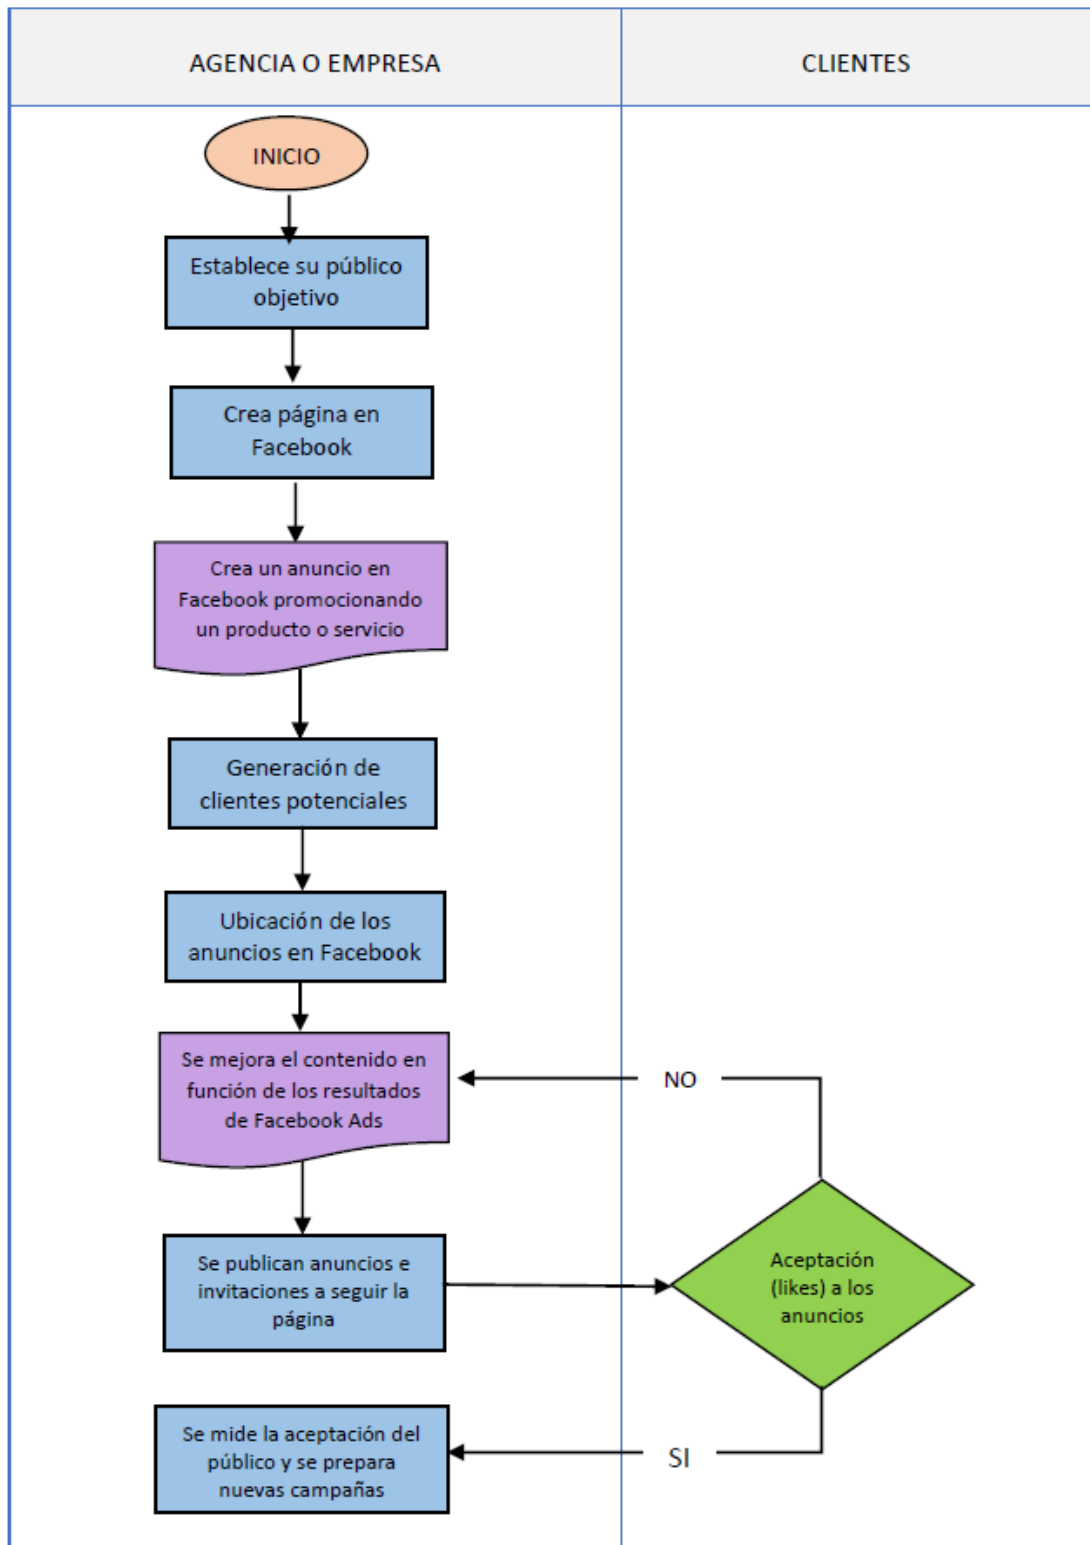 AGENCIA O EMPRESA
CLIENTES
INICIO
Establece su público
objetivo
Crea página en
Facebook
Crea un anuncio en
Facebook promocionando
un producto o servicio
Generación de
clientes potenciales
Ubicación de los
anuncios en Facebook
Se mejora el contenido en
función de los resultados
de Facebook Ads
NO
Se publican anuncios e
invitaciones a seguir la
página
Aceptación
(likes) a los
anuncios
Se mide la aceptación del
público y se prepara
nuevas campañas
SI